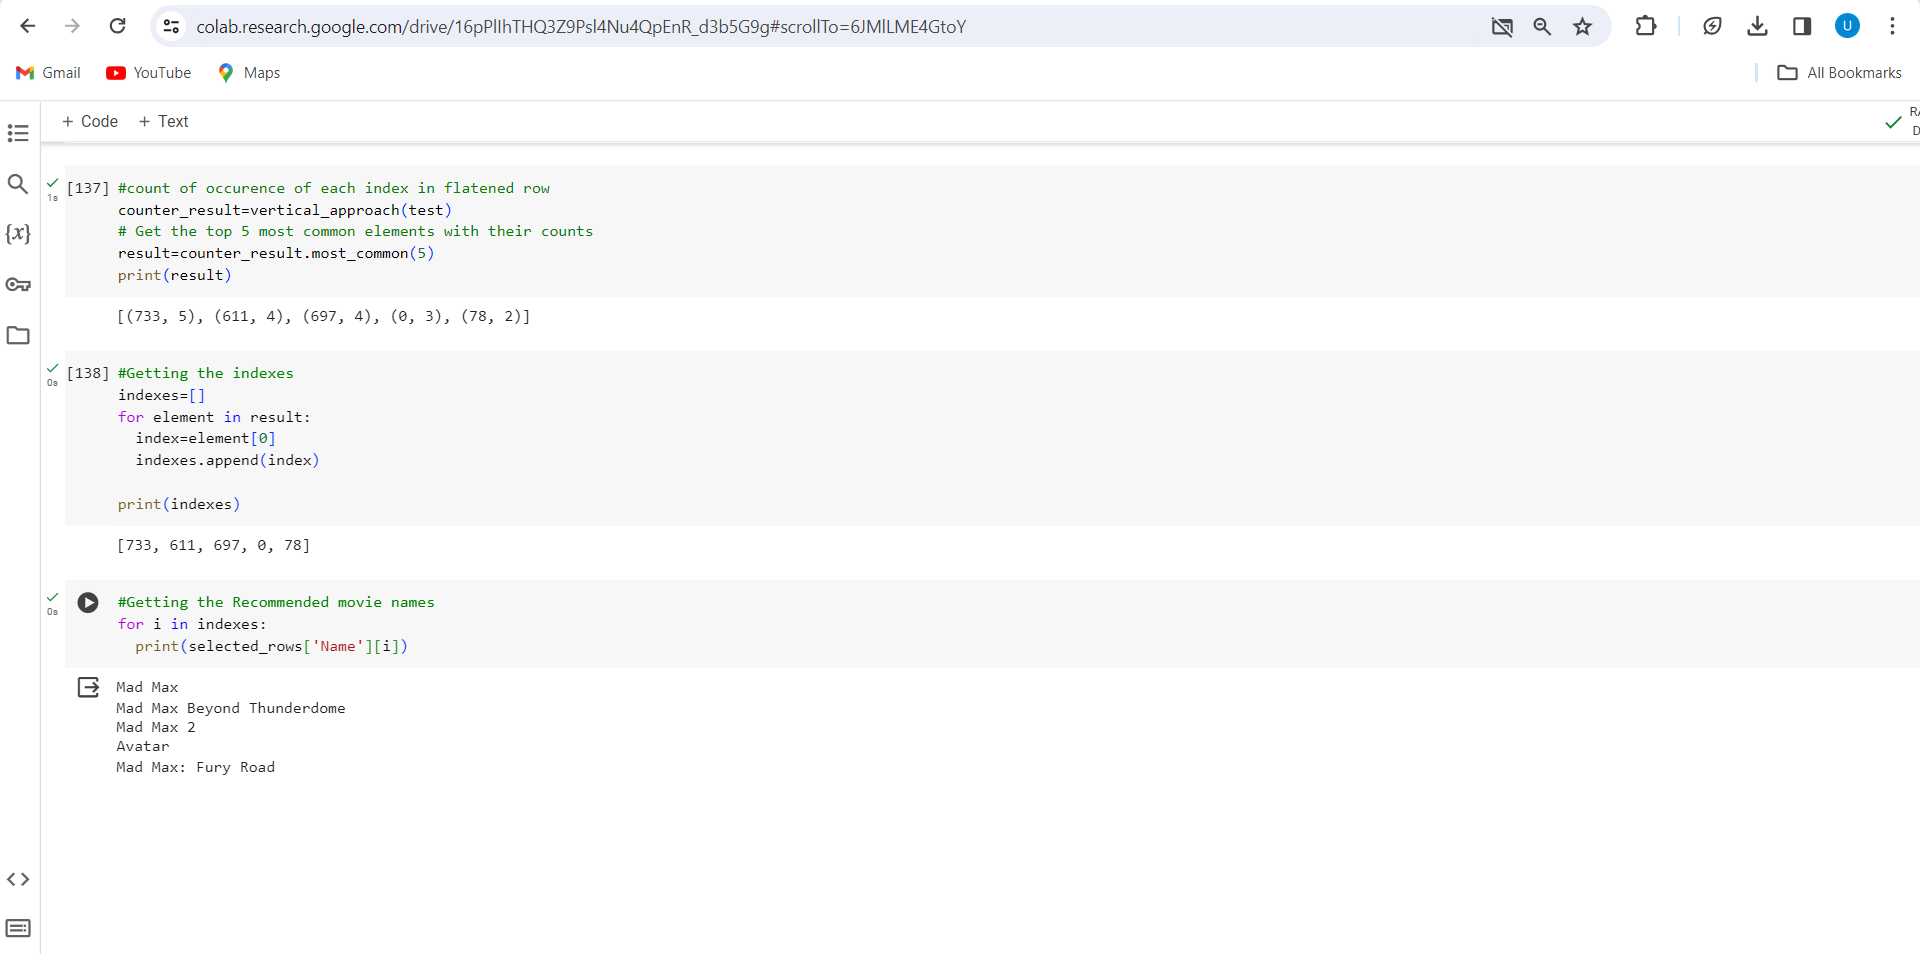 colab.research.google.com/drive/16pPlIhTHQ3Z9Psl4Nu4QpEnR_d3b5G9g#scrollTo=6JMlLME4GtoY
U
Gmail YouTube Maps All Bookmarks
+ Code + Text
RA
D
[137] #count of occurence of each index in flatened row
1s
counter_result=vertical_approach(test)
# Get the top 5 most common elements with their counts
result=counter_result.most_common(5)
print(result)
[(733, 5), (611, 4), (697, 4), (0, 3), (78, 2)]
[138] #Getting the indexes
0s
indexes=[]
for element in result:
  index=element[0]
  indexes.append(index)
print(indexes)
[733, 611, 697, 0, 78]
#Getting the Recommended movie names
0s
for i in indexes:
  print(selected_rows['Name'][i])
Mad Max
Mad Max Beyond Thunderdome
Mad Max 2
Avatar
Mad Max: Fury Road
{x}